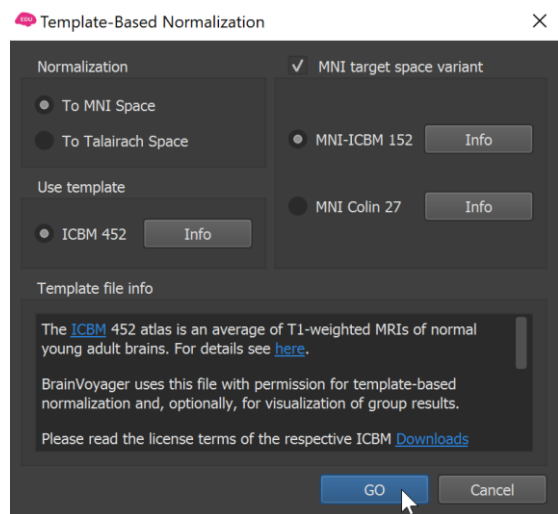 EDU
Template-Based Normalization
Normalization
To MNI Space
To Talairach Space
Use template
ICBM 452
Info
MNI target space variant
MNI-ICBM 152
Info
MNI Colin 27
Info
Template file info
The ICBM 452 atlas is an average of T1-weighted MRIs of normal
young adult brains. For details see here.
BrainVoyager uses this file with permission for template-based
normalization and, optionally, for visualization of group results.
Please read the license terms of the respective ICBM Downloads
GO
Cancel